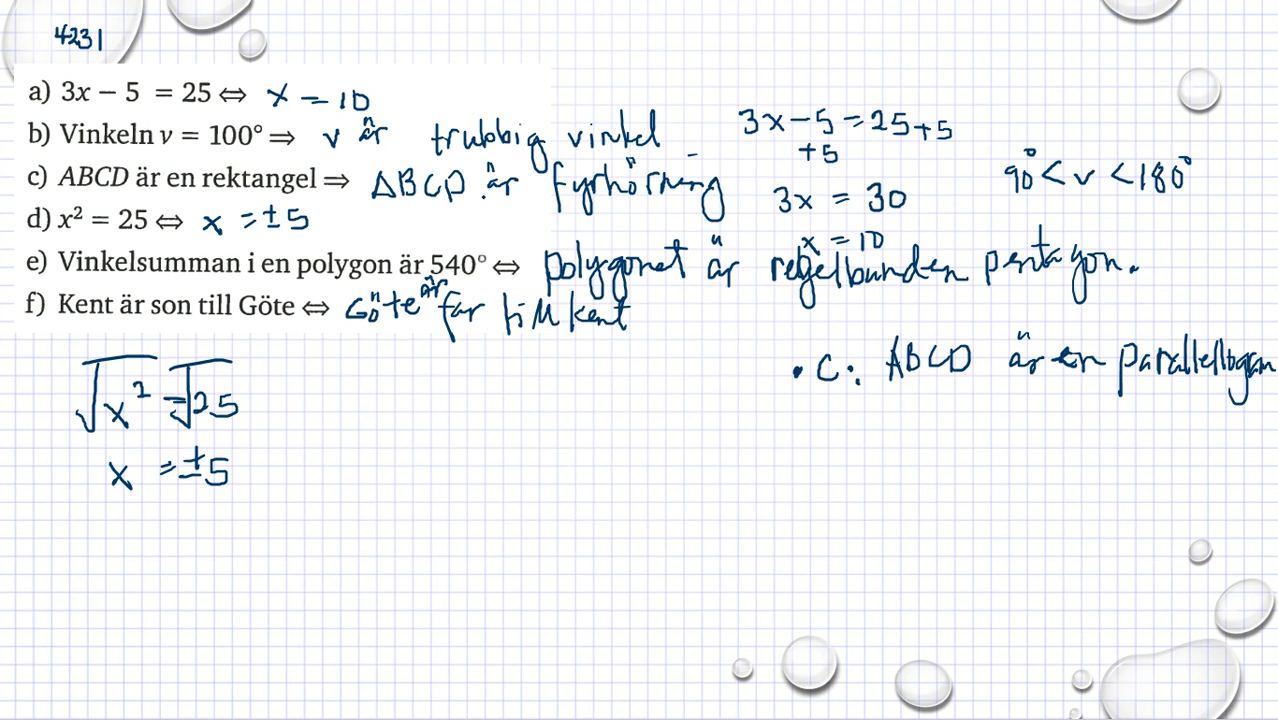 4231
a) 3x − 5 = 25 ⇔ x = 10
b) Vinkeln v = 100° ⇒ v är trubbig vinkel
c) ABCD är en rektangel ⇒ ABCD är fyrhörning
d) x² = 25 ⇔ x = ±5
e) Vinkelsumman i en polygon är 540° ⇔ polygonet är regelbunden pentagon.
f) Kent är son till Göte ⇔ Göte är far till kent
3x − 5 = 25 + 5
+5
3x = 30
x = 10
90° < v < 180°
• C: ABCD är en parallellogram
√x² = √25
x = ±5